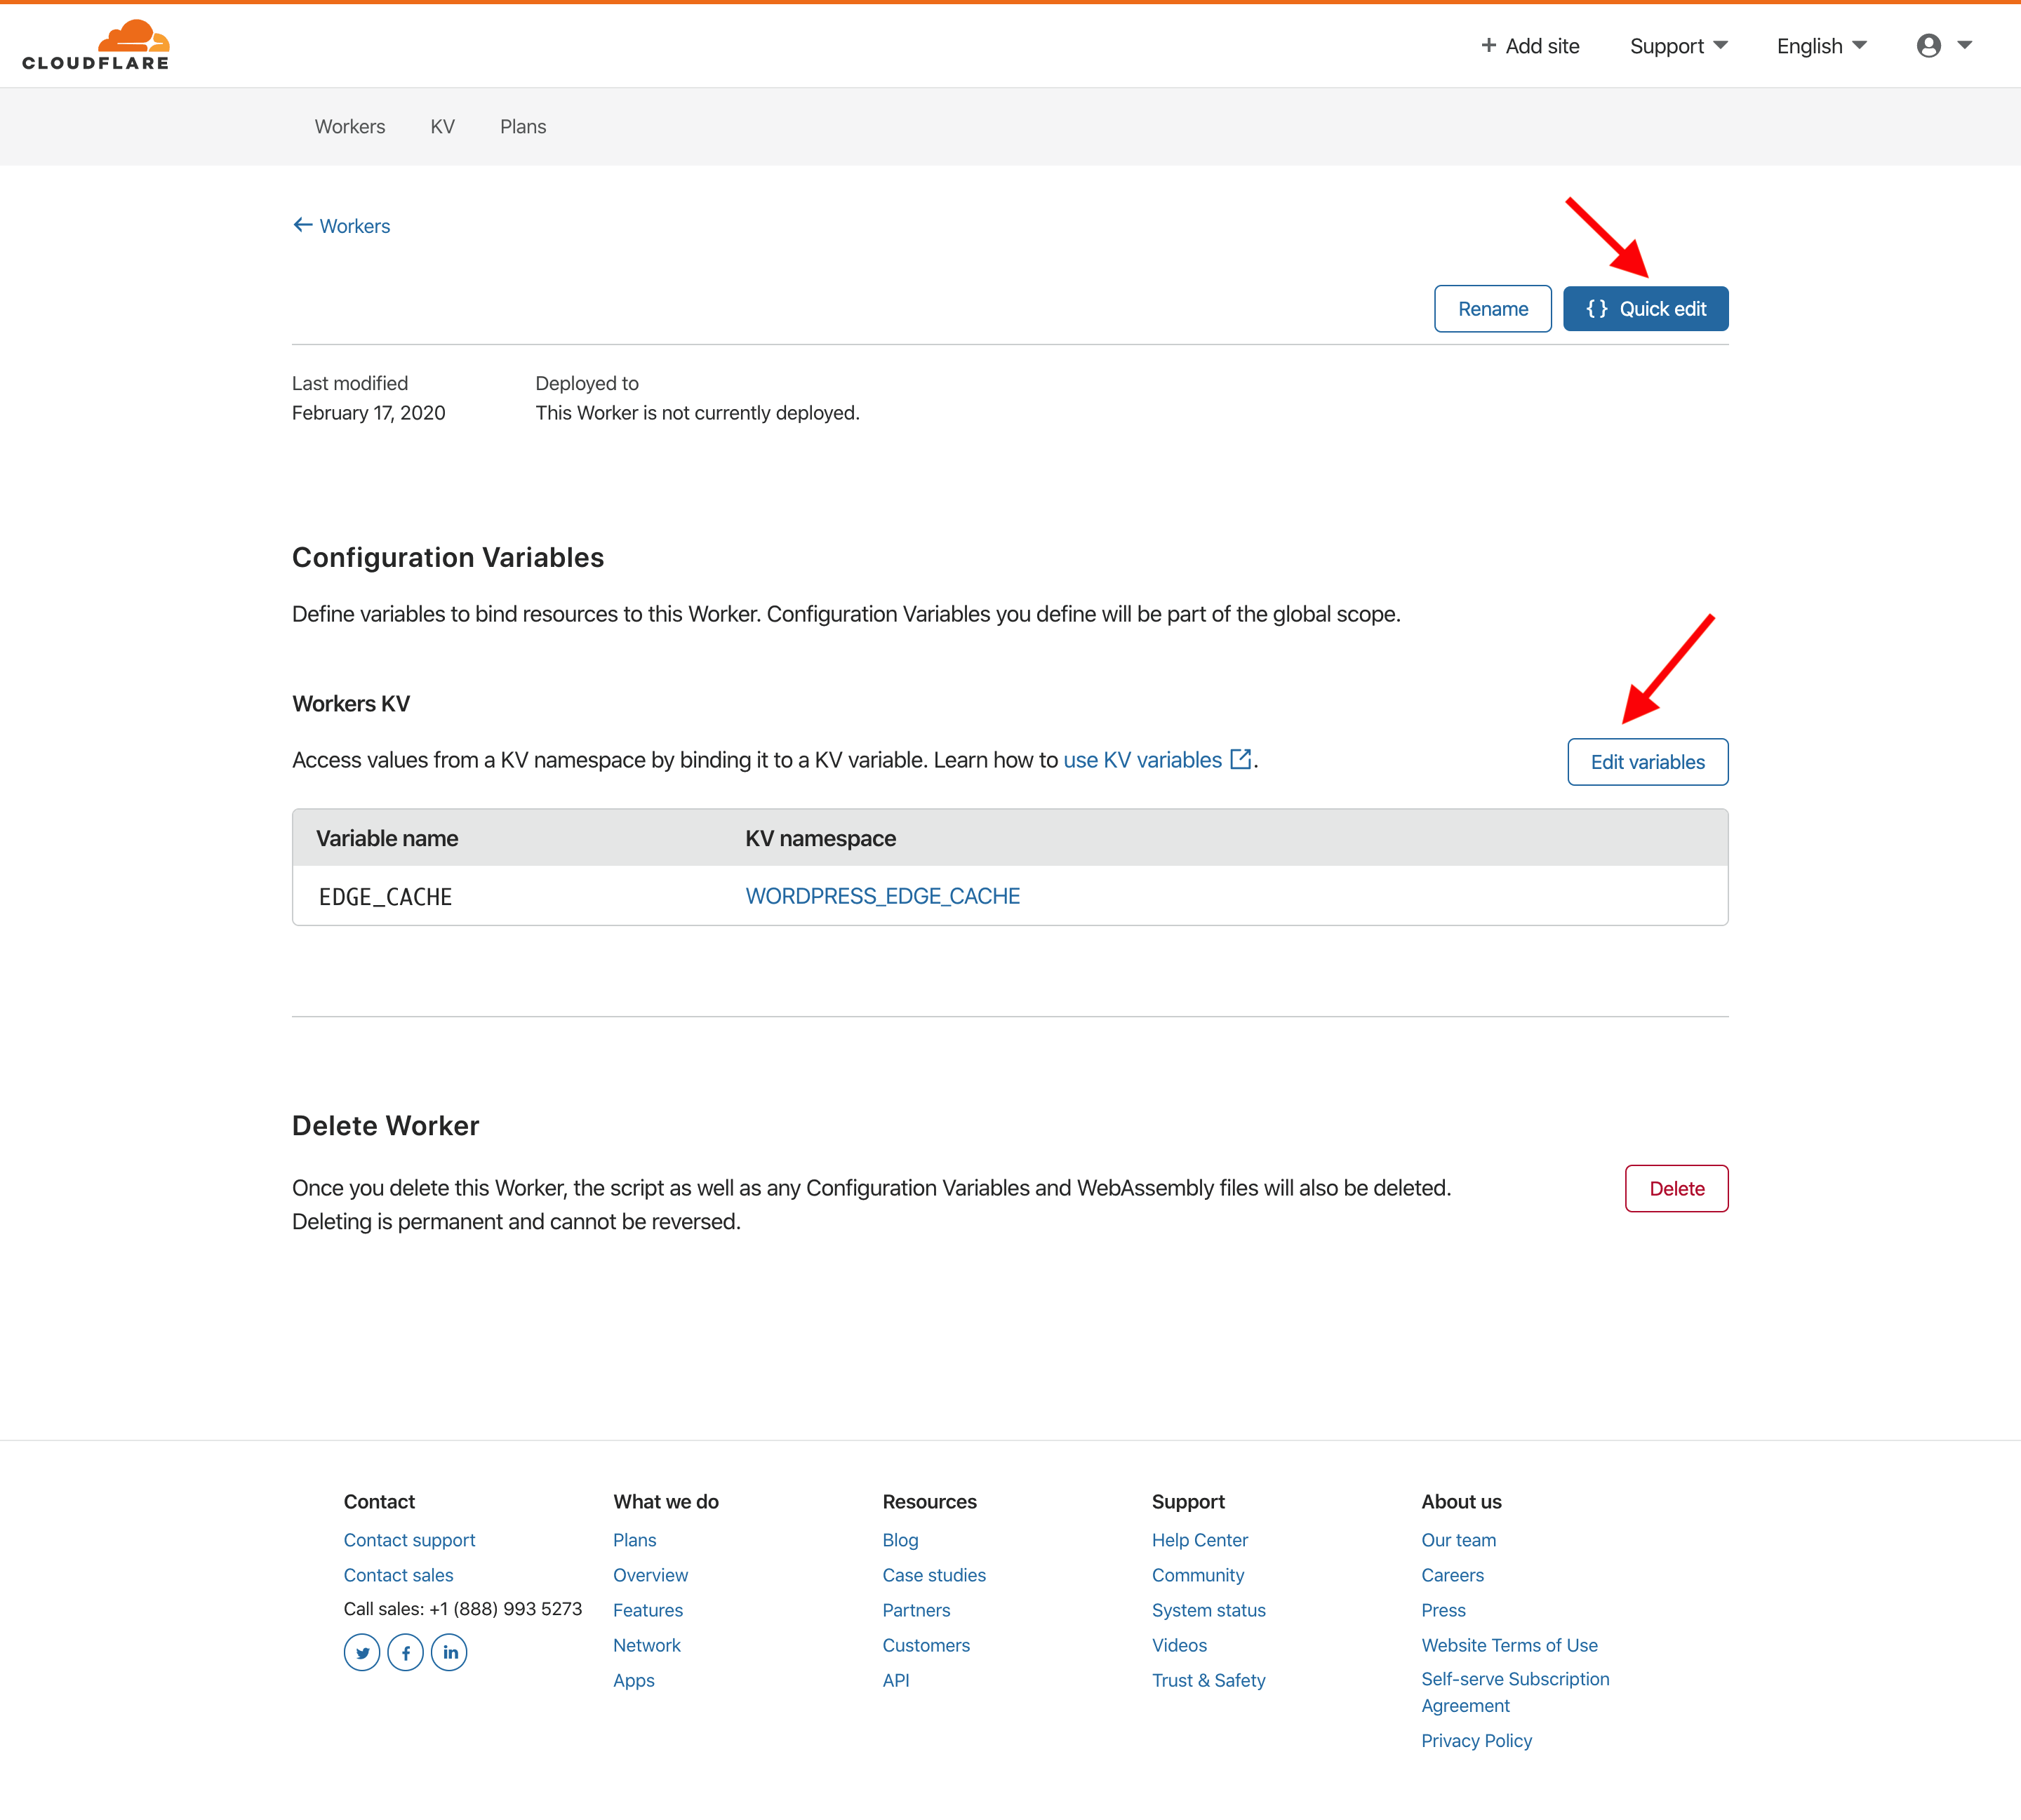 CLOUDFLARE
+ Add site
Support
English
Workers
KV
Plans
← Workers
Rename
{ } Quick edit
Last modified
February 17, 2020
Deployed to
This Worker is not currently deployed.
Configuration Variables
Define variables to bind resources to this Worker. Configuration Variables you define will be part of the global scope.
Workers KV
Access values from a KV namespace by binding it to a KV variable. Learn how to use KV variables.
Edit variables
Variable name
KV namespace
EDGE_CACHE
WORDPRESS_EDGE_CACHE
Delete Worker
Once you delete this Worker, the script as well as any Configuration Variables and WebAssembly files will also be deleted.
Deleting is permanent and cannot be reversed.
Delete
Contact
Contact support
Contact sales
Call sales: +1 (888) 993 5273
What we do
Plans
Overview
Features
Network
Apps
Resources
Blog
Case studies
Partners
Customers
API
Support
Help Center
Community
System status
Videos
Trust & Safety
About us
Our team
Careers
Press
Website Terms of Use
Self-serve Subscription
Agreement
Privacy Policy